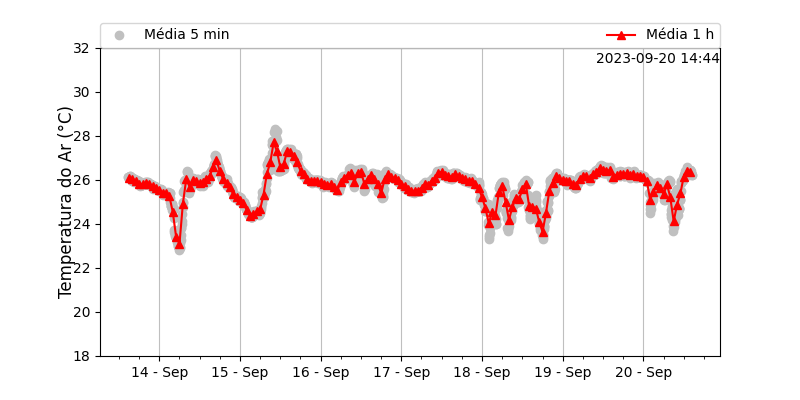 Média 5 min
Média 1 h
2023-09-20 14:44
Temperatura do Ar (°C)
32
30
28
26
24
22
20
18
14 - Sep
15 - Sep
16 - Sep
17 - Sep
18 - Sep
19 - Sep
20 - Sep